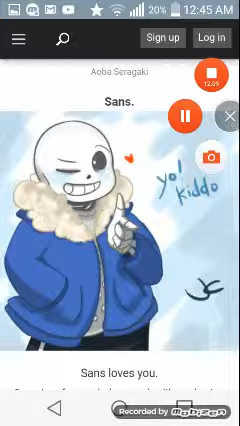 20% 12:45 AM
Sign up Log in
Aoba Seragaki
12:09
Sans.
yo!
kiddo
Sans loves you.
Recorded by Mobizen